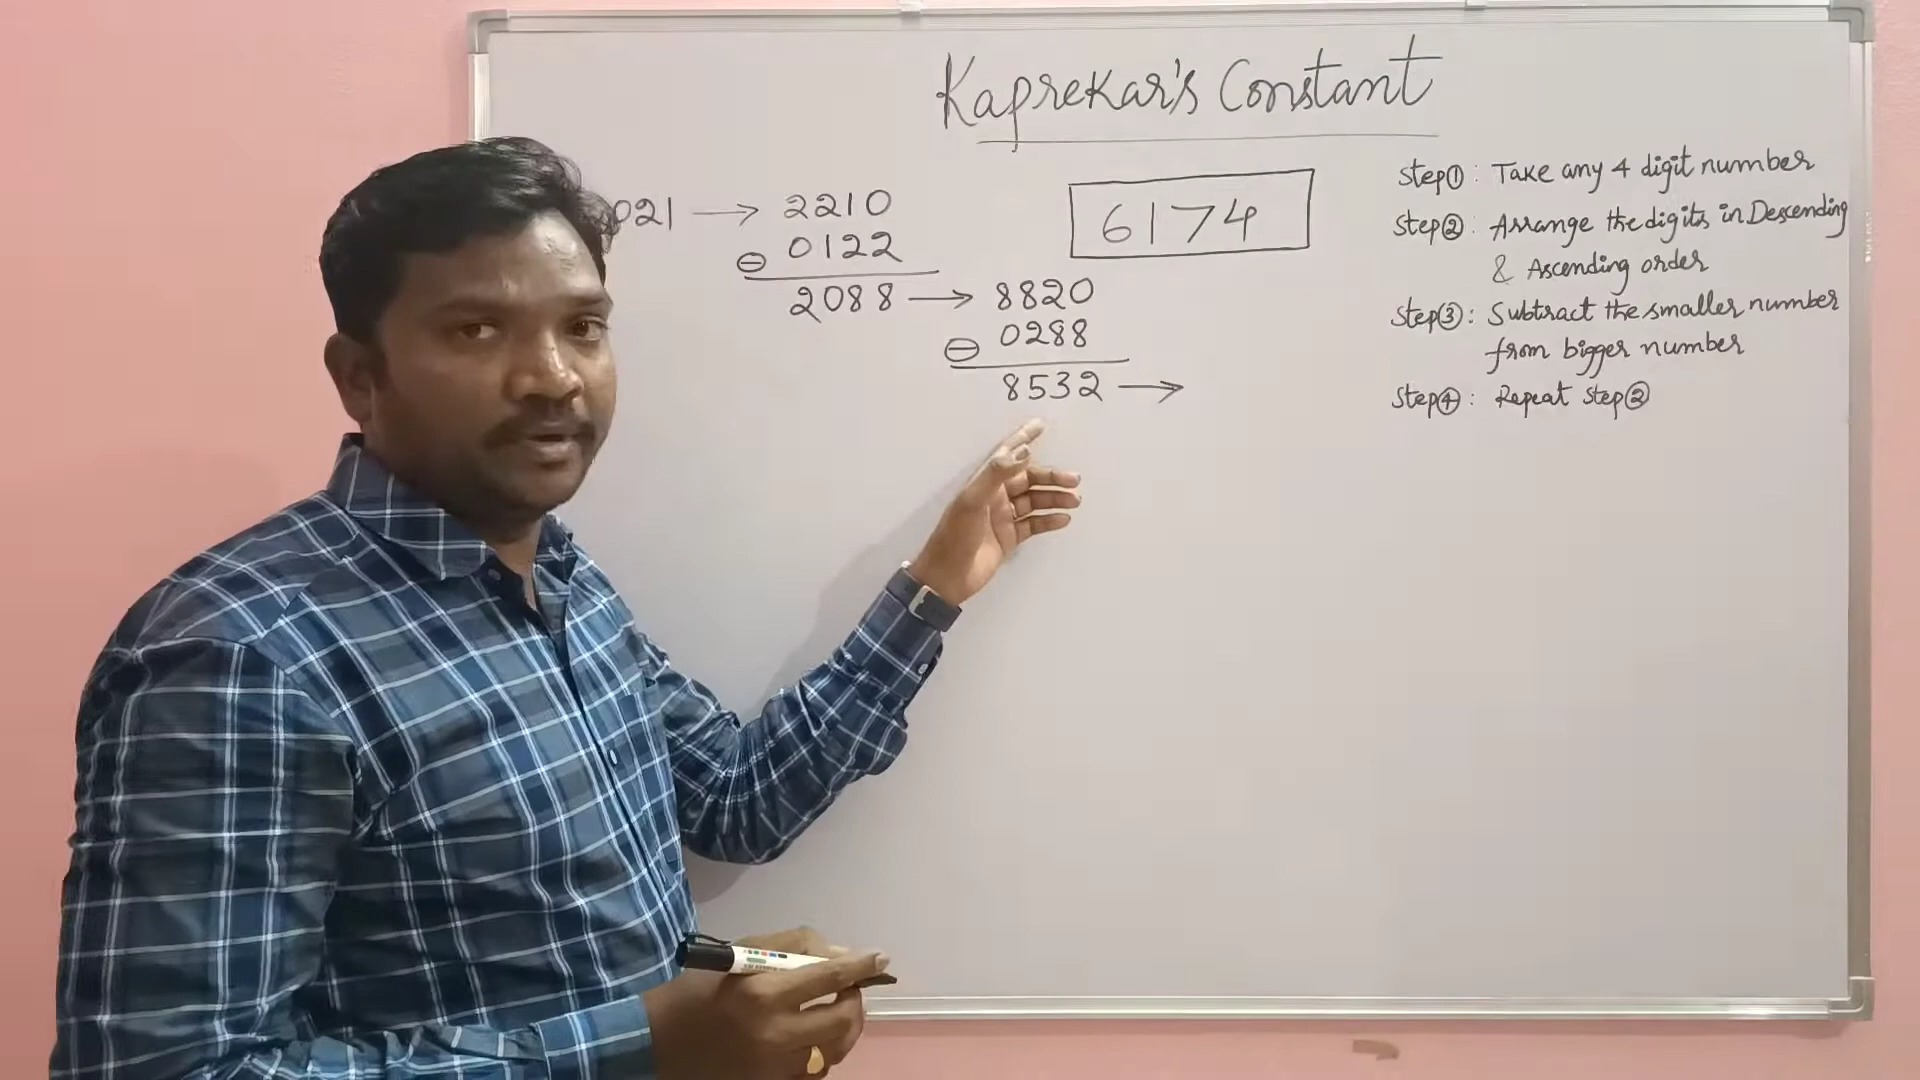 Kaprekar's Constant
021 → 2210
⊖ 0122
2088 → 8820
⊖ 0288
8532 →
6174
Step① : Take any 4 digit number
Step② : Arrange the digits in Descending
& Ascending order
Step③ : Subtract the smaller number
from bigger number
Step④ : Repeat Step②